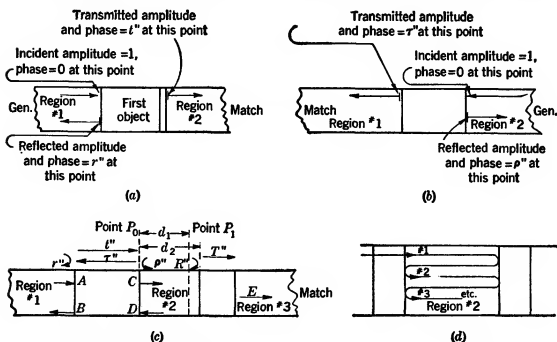 Transmitted amplitude
and phase=t" at this point
Incident amplitude =1,
phase=0 at this point
Gen.
Region
#1
First
object
Region
#2
Match
Reflected amplitude
and phase =r" at
this point
(a)
Transmitted amplitude
and phase=τ" at this point
Incident amplitude =1
phase=0 at this point
Match
Region #1
Region #2
Gen.
Reflected amplitude
and phase =ρ" at
this point
(b)
Point P₀
d₁
Point P₁
d₂
t"
τ"
r"
ρ"
R"
T"
Region
#1
A
B
C
D
Region
#2
E
Region #3
Match
(c)
#1
#2
#3
etc.
Region #2
(d)